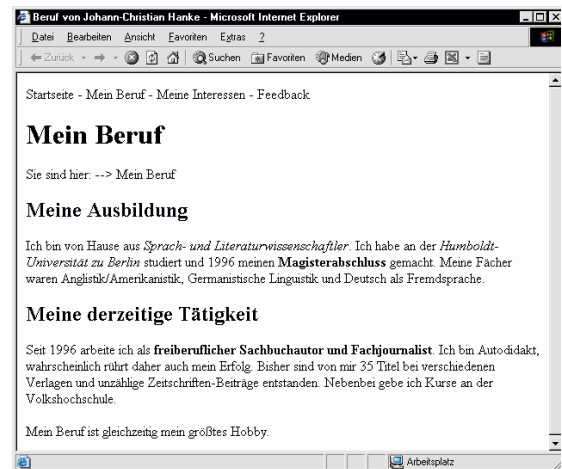 Beruf von Johann-Christian Hanke - Microsoft Internet Explorer
Datei Bearbeiten Ansicht Favoriten Extras ?
Zurück Suchen Favoriten Medien
Startseite - Mein Beruf - Meine Interessen - Feedback
Mein Beruf
Sie sind hier: --> Mein Beruf
Meine Ausbildung
Ich bin von Hause aus Sprach- und Literaturwissenschaftler. Ich habe an der Humboldt-
Universität zu Berlin studiert und 1996 meinen Magisterabschluss gemacht. Meine Fächer
waren Anglistik/Amerikanistik, Germanistische Linguistik und Deutsch als Fremdsprache.
Meine derzeitige Tätigkeit
Seit 1996 arbeite ich als freiberuflicher Sachbuchautor und Fachjournalist. Ich bin Autodidakt,
wahrscheinlich rührt daher auch mein Erfolg. Bisher sind von mir 35 Titel bei verschiedenen
Verlagen und unzählige Zeitschriften-Beiträge entstanden. Nebenbei gebe ich Kurse an der
Volkshochschule.
Mein Beruf ist gleichzeitig mein größtes Hobby.
Arbeitsplatz